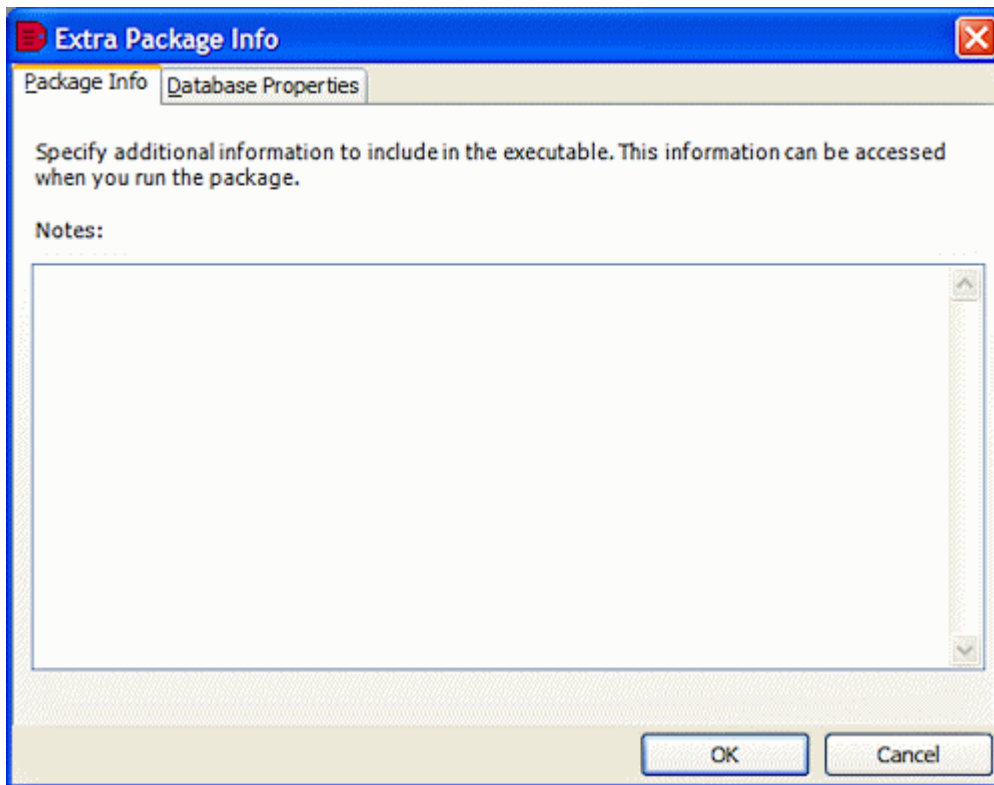 Extra Package Info
Package Info
Database Properties
Specify additional information to include in the executable. This information can be accessed
when you run the package.
Notes:
OK
Cancel